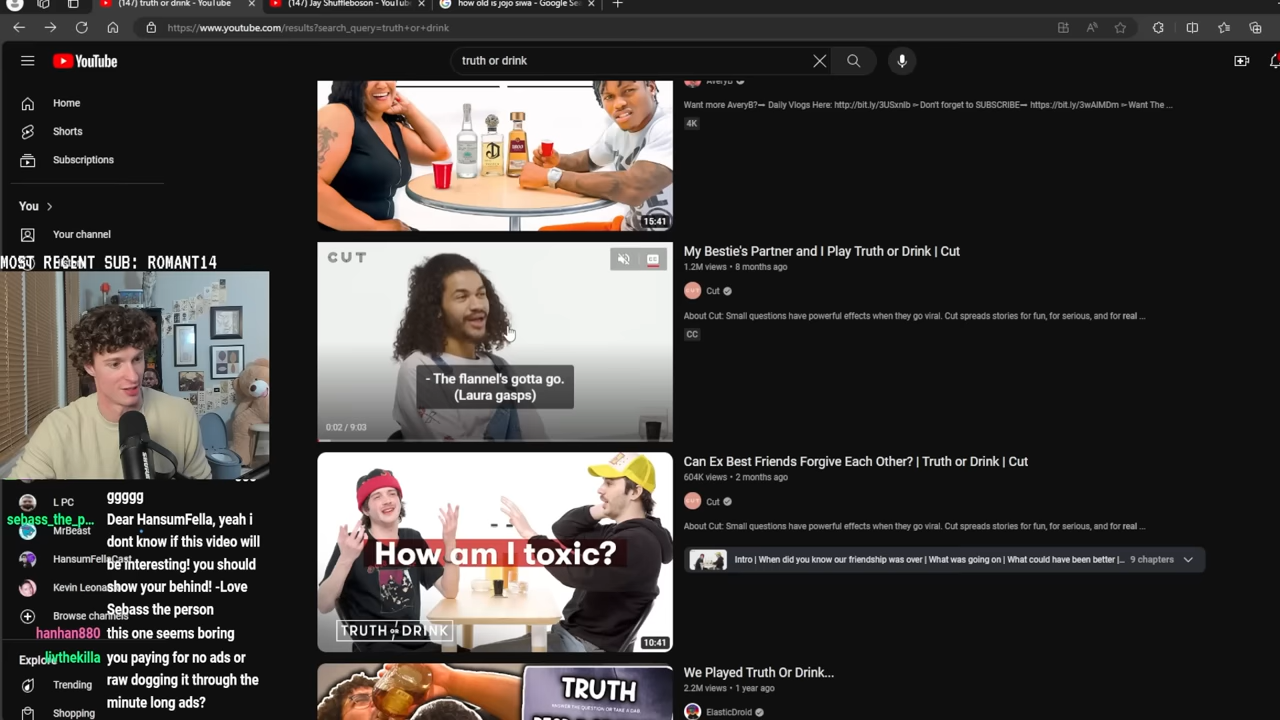 (147) truth or drink - YouTube
(147) Jay Shuffleboson - YouTube
how old is jojo siwa - Google Se
https://www.youtube.com/results?search_query=truth+or+drink
YouTube
truth or drink
Home
Shorts
Subscriptions
You
Your channel
MOST RECENT SUB: ROMANT14
AveryB
Want more AveryB?— Daily Vlogs Here: http://bit.ly/3USxnIb ➳ Don't forget to SUBSCRIBE— https://bit.ly/3wAIMDm ➳ Want The ...
4K
15:41
CUT
- The flannel's gotta go.
(Laura gasps)
0:02 / 9:03
My Bestie's Partner and I Play Truth or Drink | Cut
1.2M views • 8 months ago
Cut
About Cut: Small questions have powerful effects when they go viral. Cut spreads stories for fun, for serious, and for real ...
CC
How am I toxic?
TRUTH OR DRINK
10:41
Can Ex Best Friends Forgive Each Other? | Truth or Drink | Cut
604K views • 2 months ago
Cut
About Cut: Small questions have powerful effects when they go viral. Cut spreads stories for fun, for serious, and for real ...
Intro | When did you know our friendship was over | What was going on | What could have been better |...
9 chapters
TRUTH
We Played Truth Or Drink...
2.2M views • 1 year ago
ElasticDroid
L PC
MrBeast
HansumFellaCast
Kevin Leona
Browse channels
Explore
Trending
Shopping
ggggg
sebass_the_p... Dear HansumFella, yeah i
dont know if this video will
be interesting! you should
show your behind! -Love
Sebass the person
hanhan880 this one seems boring
liythekilla you paying for no ads or
raw dogging it through the
minute long ads?